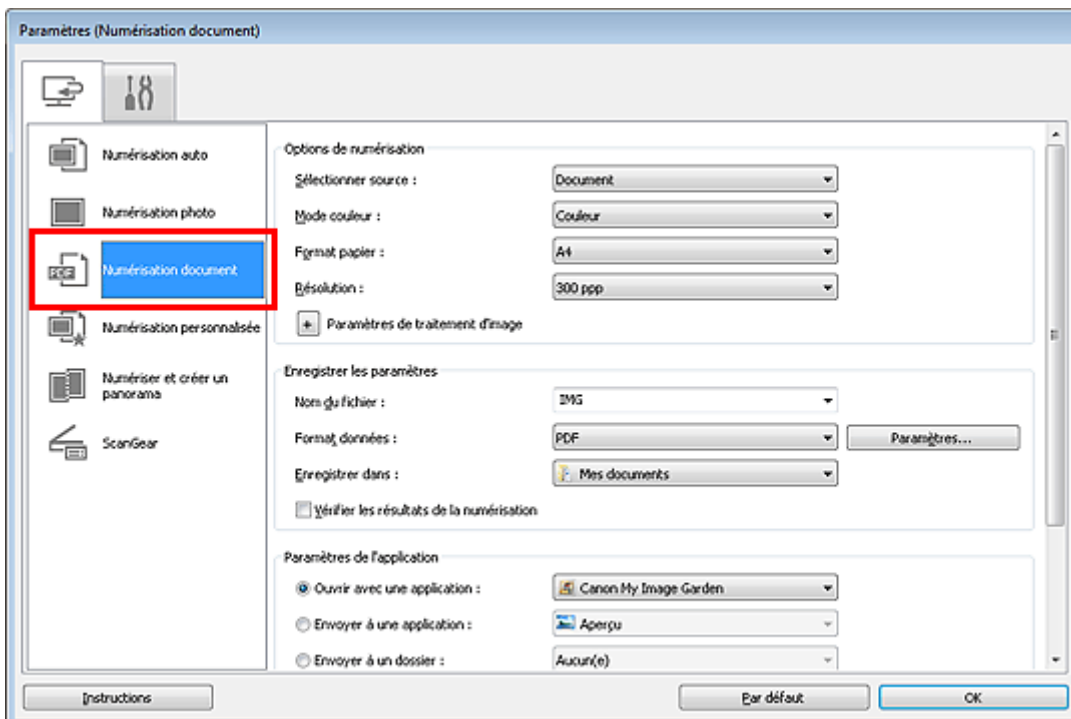 Paramètres (Numérisation document)
Numérisation auto
Numérisation photo
PDF
Numérisation document
Numérisation personnalisée
Numériser et créer un
panorama
ScanGear
Options de numérisation
Sélectionner source : Document
Mode couleur : Couleur
Format papier : A4
Résolution : 300 ppp
+ Paramètres de traitement d'image
Enregistrer les paramètres
Nom du fichier : IMG
Format données : PDF Paramètres...
Enregistrer dans : Mes documents
Vérifier les résultats de la numérisation
Paramètres de l'application
Ouvrir avec une application : Canon My Image Garden
Envoyer à une application : Aperçu
Envoyer à un dossier : Aucun(e)
Instructions Par défaut OK